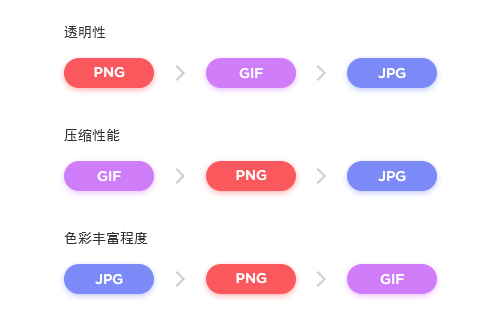 透明性
PNG > GIF > JPG
压缩性能
GIF > PNG > JPG
色彩丰富程度
JPG > PNG > GIF